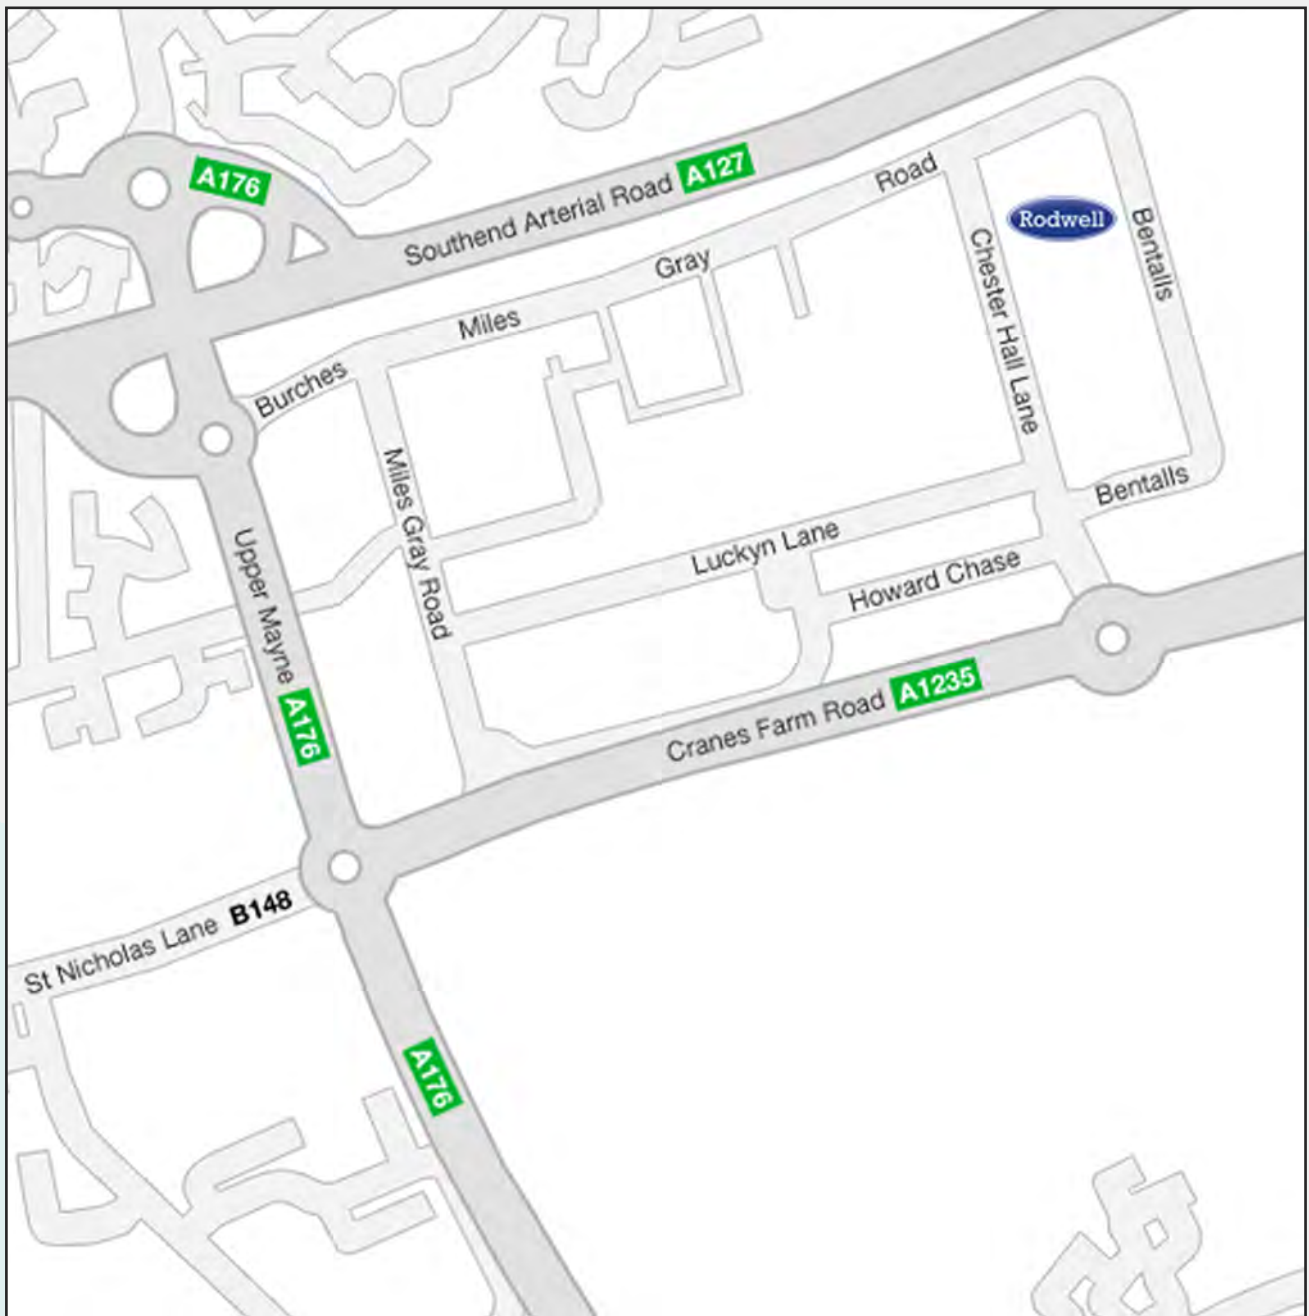 A176
Southend Arterial Road A127
Burches
Miles
Gray
Road
Rodwell
Bentalls
Chester Hall Lane
Bentalls
Miles Gray Road
Luckyn Lane
Howard Chase
Upper Mayne A176
Cranes Farm Road A1235
St Nicholas Lane B148
A176